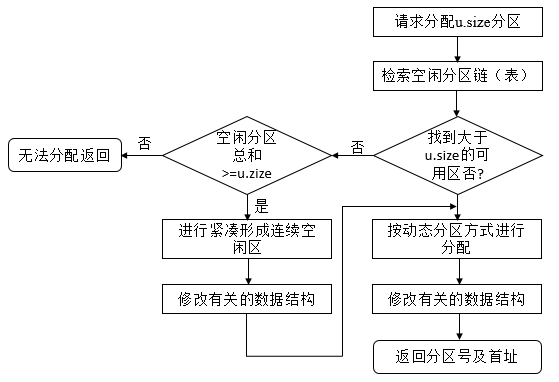 请求分配u.size分区
检索空闲分区链（表）
找到大于
u.size的可
用区否?
否
空闲分区
总和
>=u.zize
否
无法分配返回
是
进行紧凑形成连续空
闲区
修改有关的数据结构
按动态分区方式进行
分配
修改有关的数据结构
返回分区号及首址